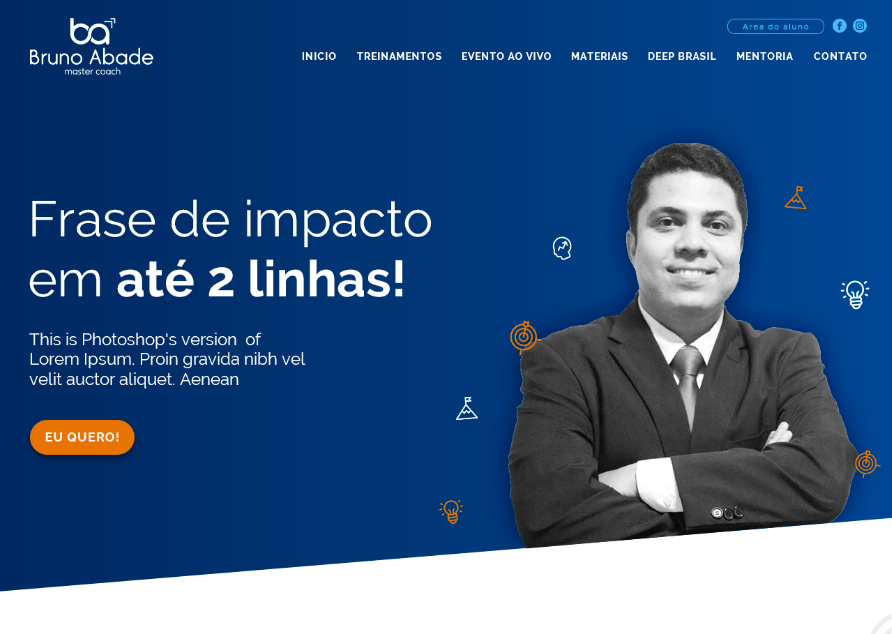 ba
Bruno Abade
master coach
Area do aluno
INICIO TREINAMENTOS EVENTO AO VIVO MATERIAIS DEEP BRASIL MENTORIA CONTATO
Frase de impacto
em até 2 linhas!
This is Photoshop's version of
Lorem Ipsum. Proin gravida nibh vel
velit auctor aliquet. Aenean
EU QUERO!